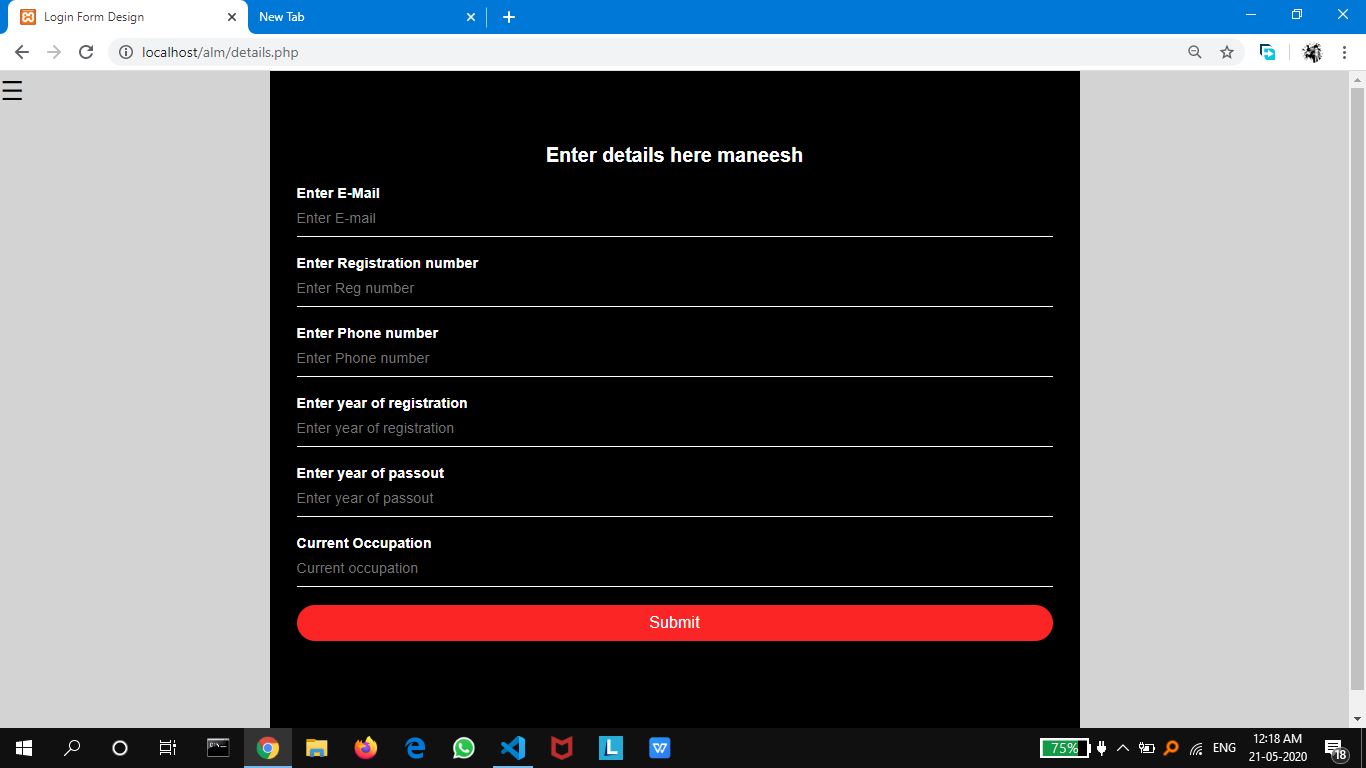 Login Form Design
New Tab
localhost/alm/details.php
Enter details here maneesh
Enter E-Mail
Enter E-mail
Enter Registration number
Enter Reg number
Enter Phone number
Enter Phone number
Enter year of registration
Enter year of registration
Enter year of passout
Enter year of passout
Current Occupation
Current occupation
Submit
75%
ENG
12:18 AM
21-05-2020
18